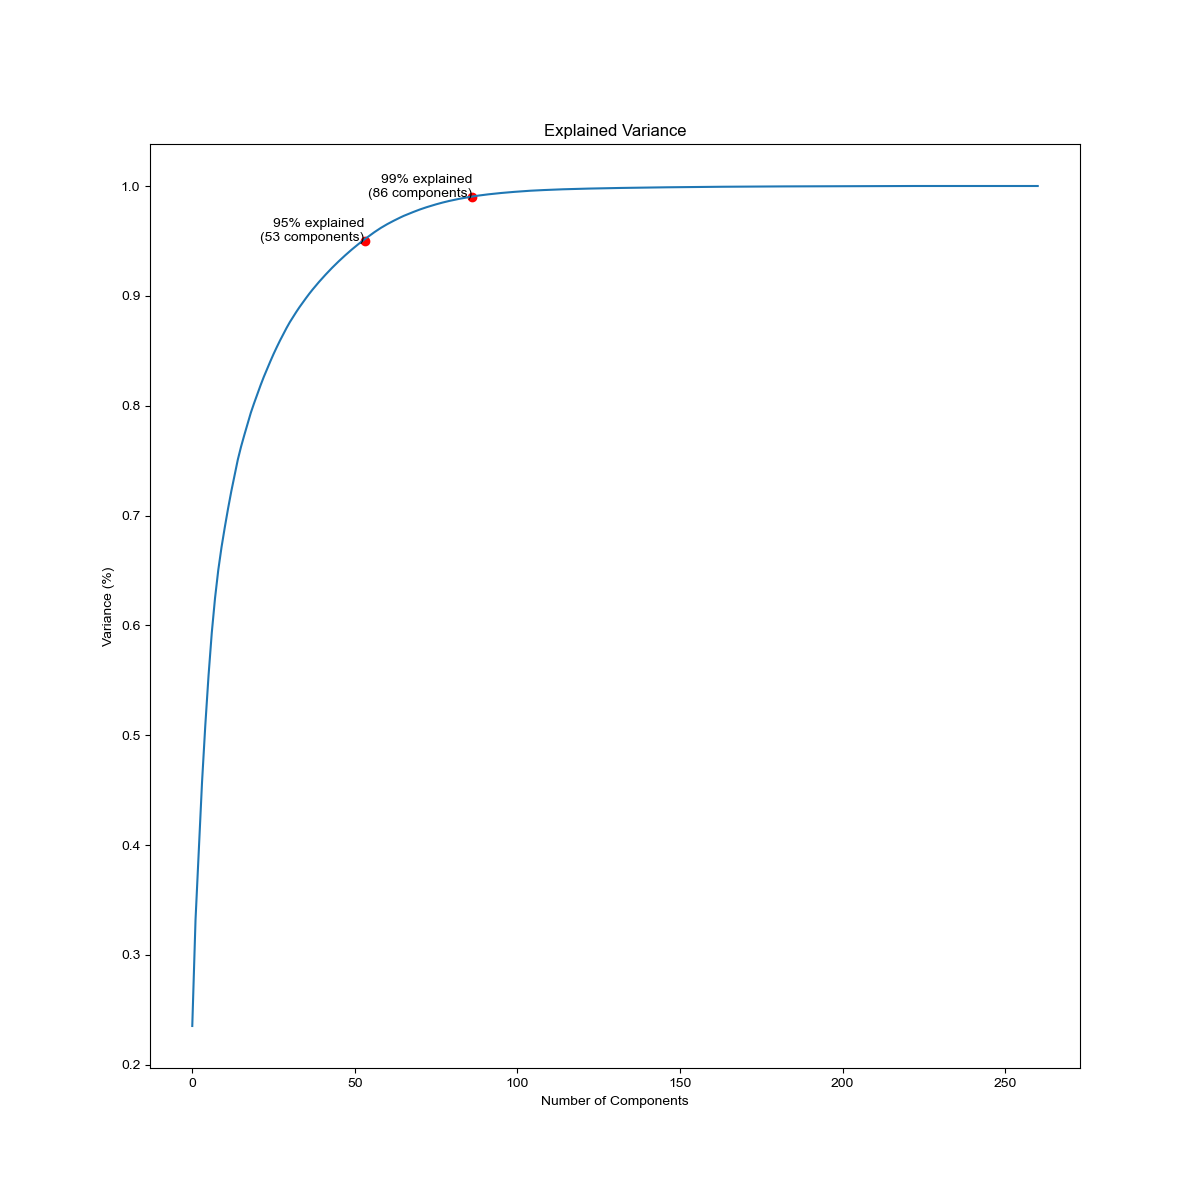 Explained Variance
99% explained
(86 components)
95% explained
(53 components)
Variance (%)
1.0
0.9
0.8
0.7
0.6
0.5
0.4
0.3
0.2
0 50 100 150 200 250
Number of Components